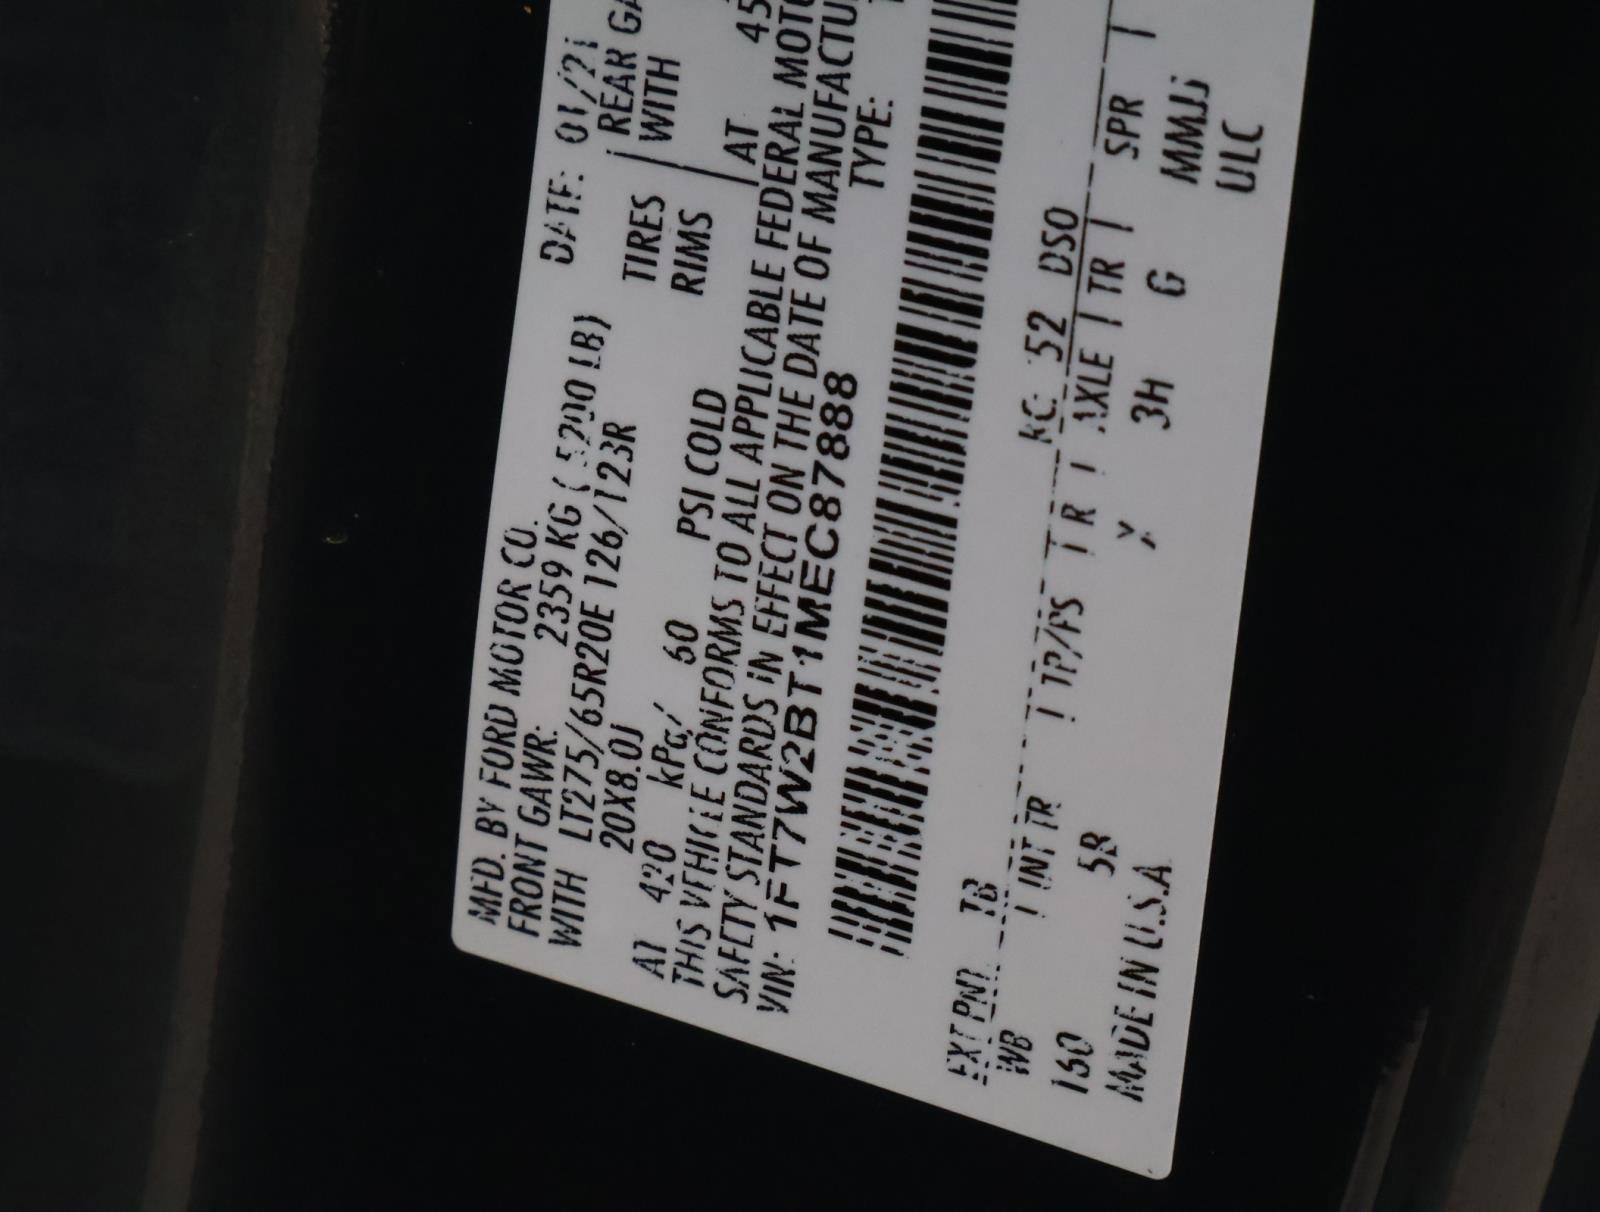 MFD. BY FORD MOTOR CO.
DATE: 01/21
FRONT GAWR: 2359 KG ( 5200 LB)
REAR GA
WITH LT275/65R20E 126/123R TIRES WITH
20X8.0J RIMS
AT 420 kPa/ 60 PSI COLD AT 45
THIS VEHICLE CONFORMS TO ALL APPLICABLE FEDERAL MOTO
SAFETY STANDARDS IN EFFECT ON THE DATE OF MANUFACTU
VIN: 1FT7W2BT1MEC87888 TYPE:
EXT PNT: TB RC: 52 DSO
WB | INT TR | TP/PS | R | AXLE | TR | SPR |
160 5B X 3H G MMJJ
MADE IN U.S.A ULC